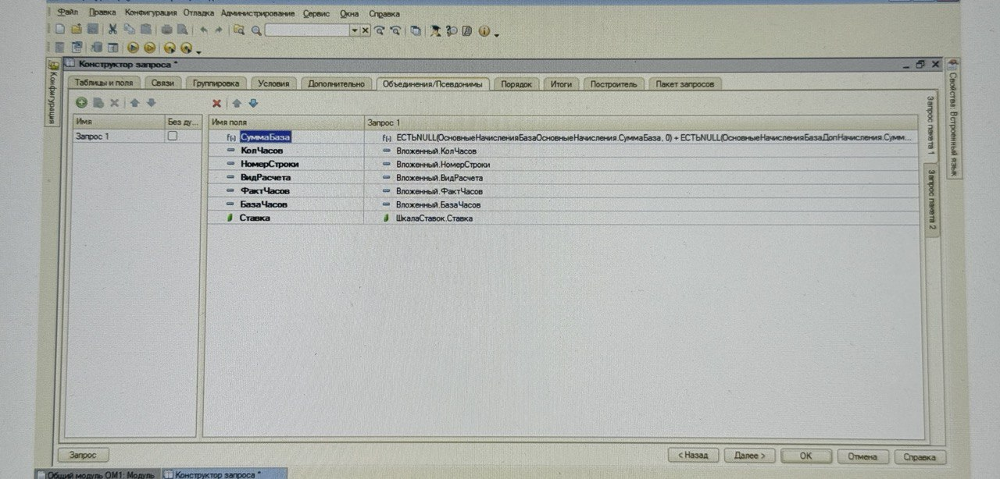 Файл Правка Конфигурация Отладка Администрирование Сервис Окна Справка
Конструктор запроса *
Таблицы и поля Связи Группировка Условия Дополнительно Объединения/Псевдонимы Порядок Итоги Построитель Пакет запросов
Имя Без ду...
Запрос 1
Имя поля Запрос 1
СуммаБаза ЕСТЬNULL(ОсновныеНачисленияБазаОсновныеНачисления.СуммаБаза, 0) + ЕСТЬNULL(ОсновныеНачисленияБазаДопНачисления.Сумм...
КолЧасов Вложенный.КолЧасов
НомерСтроки Вложенный.НомерСтроки
ВидРасчета Вложенный.ВидРасчета
ФактЧасов Вложенный.ФактЧасов
БазаЧасов Вложенный.БазаЧасов
Ставка ШкалаСтавок.Ставка
Конфигурация
Запрос пакета 1
Запрос пакета 2
Свойства: Встроенный язык
Запрос < Назад Далее > ОК Отмена Справка
Общий модуль ОМ1: Модуль Конструктор запроса *